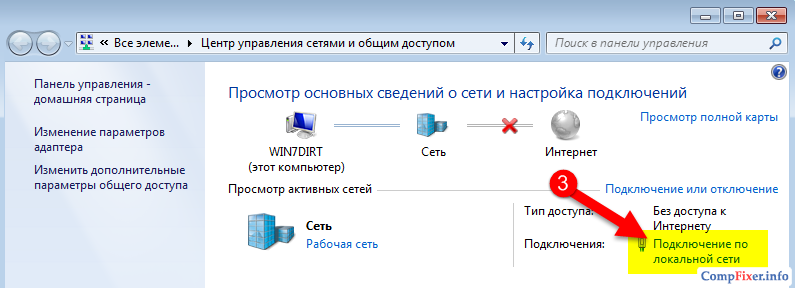 « Все элеме... ▸ Центр управления сетями и общим доступом
Поиск в панели управления
Панель управления -
домашняя страница
Изменение параметров
адаптера
Изменить дополнительные
параметры общего доступа
Просмотр основных сведений о сети и настройка подключений
Просмотр полной карты
WIN7DIRT
(этот компьютер)
Сеть
Интернет
Просмотр активных сетей
Подключение или отключение
3
Сеть
Рабочая сеть
Тип доступа:
Без доступа к
Интернету
Подключения:
Подключение по
локальной сети
CompFixer.info